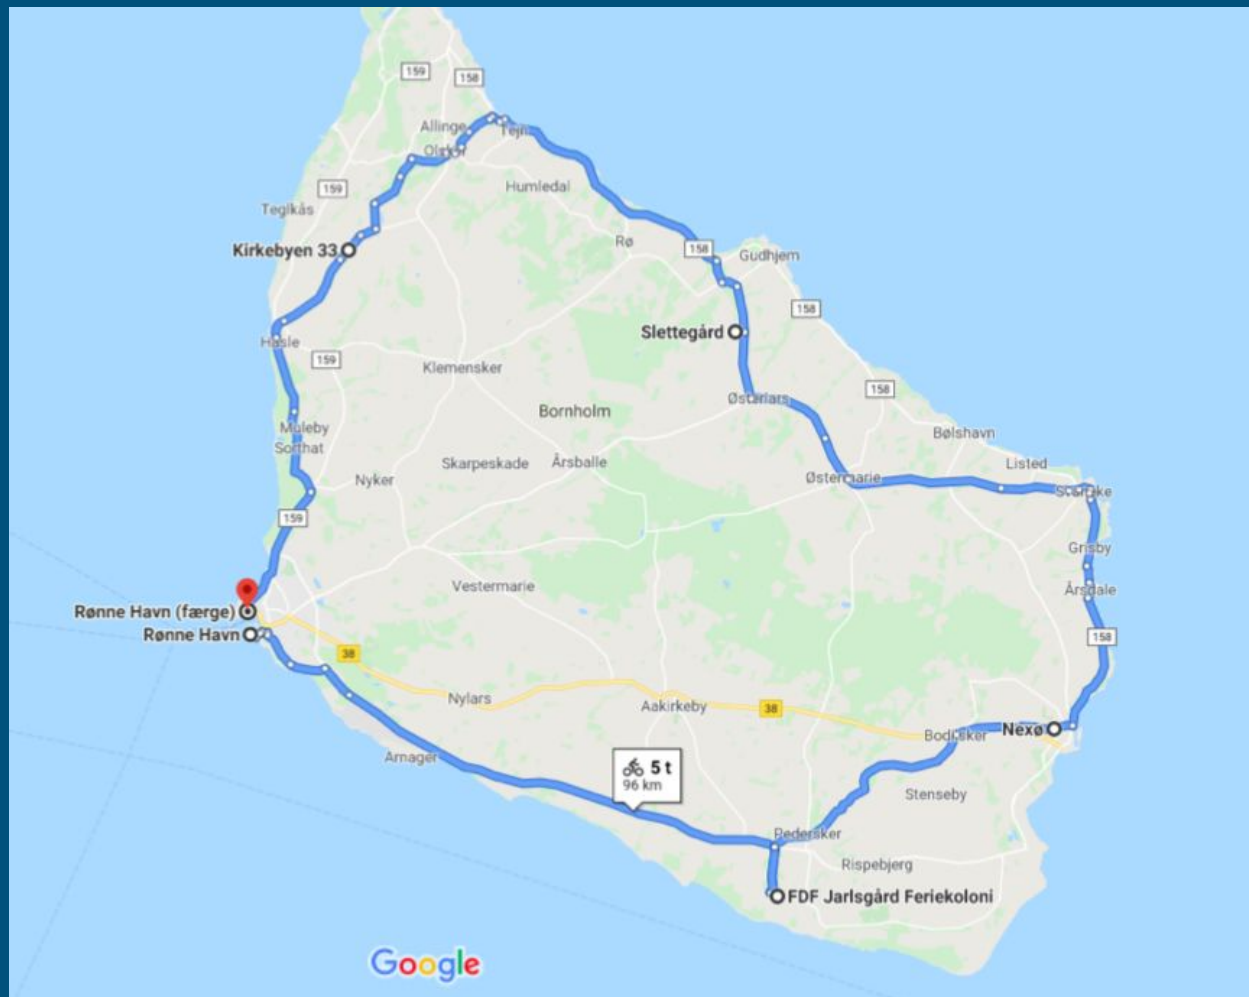 159
158
Allinge
Tejn
Olsker
159
Humledal
Teglkås
Rø
Kirkebyen 33
158
Gudhjem
158
Slettegård
Hasle
159
Klemensker
158
Østerlars
Bornholm
Muleby
Bølshavn
Sorthat
Skarpeskade
Årsballe
Listed
Nyker
Østermarie
Svaneke
159
Grisby
Vestermarie
Årsdale
Rønne Havn (færge)
Rønne Havn
158
38
Nylars
Aakirkeby
38
Nexø
Bodilsker
Arnager
5 t
96 km
Stenseby
Pedersker
Rispebjerg
FDF Jarlsgård Feriekoloni
Google